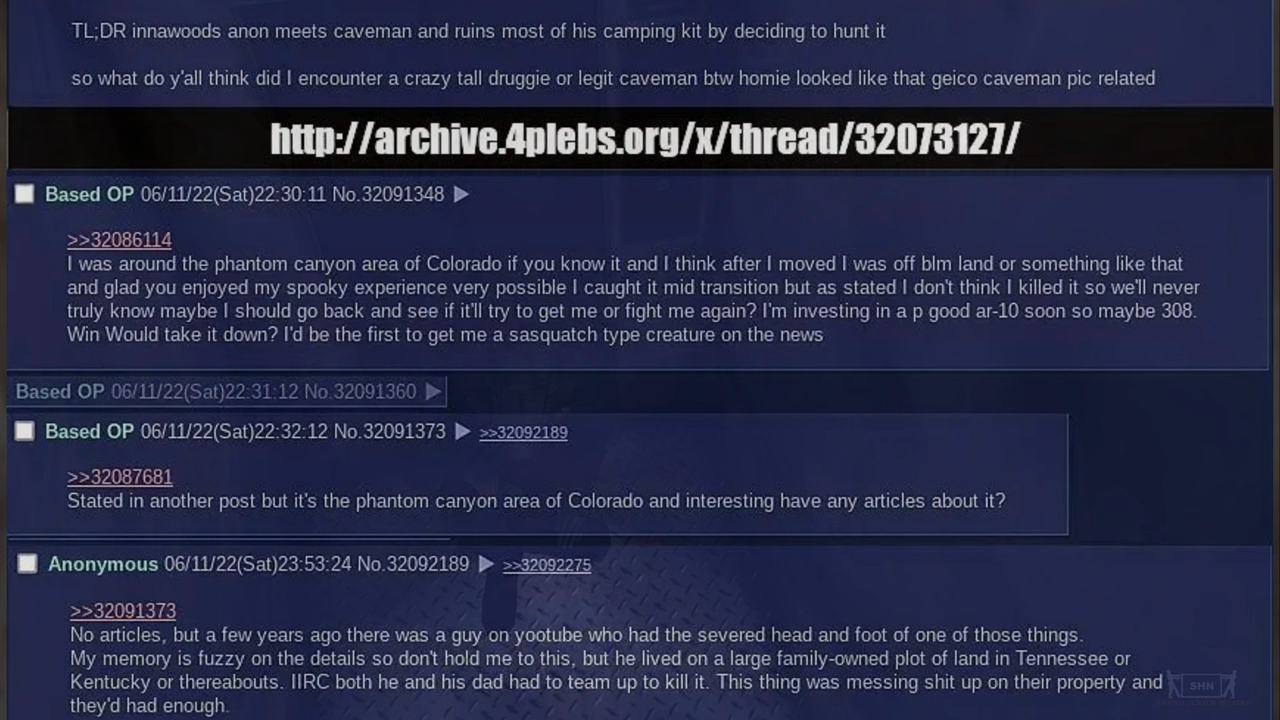 TL;DR innawoods anon meets caveman and ruins most of his camping kit by deciding to hunt it
so what do y'all think did I encounter a crazy tall druggie or legit caveman btw homie looked like that geico caveman pic related
http://archive.4plebs.org/x/thread/32073127/
Based OP 06/11/22(Sat)22:30:11 No.32091348 ▶
>>32086114
I was around the phantom canyon area of Colorado if you know it and I think after I moved I was off blm land or something like that
and glad you enjoyed my spooky experience very possible I caught it mid transition but as stated I don't think I killed it so we'll never
truly know maybe I should go back and see if it'll try to get me or fight me again? I'm investing in a p good ar-10 soon so maybe 308.
Win Would take it down? I'd be the first to get me a sasquatch type creature on the news
Based OP 06/11/22(Sat)22:31:12 No.32091360 ▶
Based OP 06/11/22(Sat)22:32:12 No.32091373 ▶ >>32092189
>>32087681
Stated in another post but it's the phantom canyon area of Colorado and interesting have any articles about it?
Anonymous 06/11/22(Sat)23:53:24 No.32092189 ▶ >>32092275
>>32091373
No articles, but a few years ago there was a guy on yootube who had the severed head and foot of one of those things.
My memory is fuzzy on the details so don't hold me to this, but he lived on a large family-owned plot of land in Tennessee or
Kentucky or thereabouts. IIRC both he and his dad had to team up to kill it. This thing was messing shit up on their property and
they'd had enough.
SHN